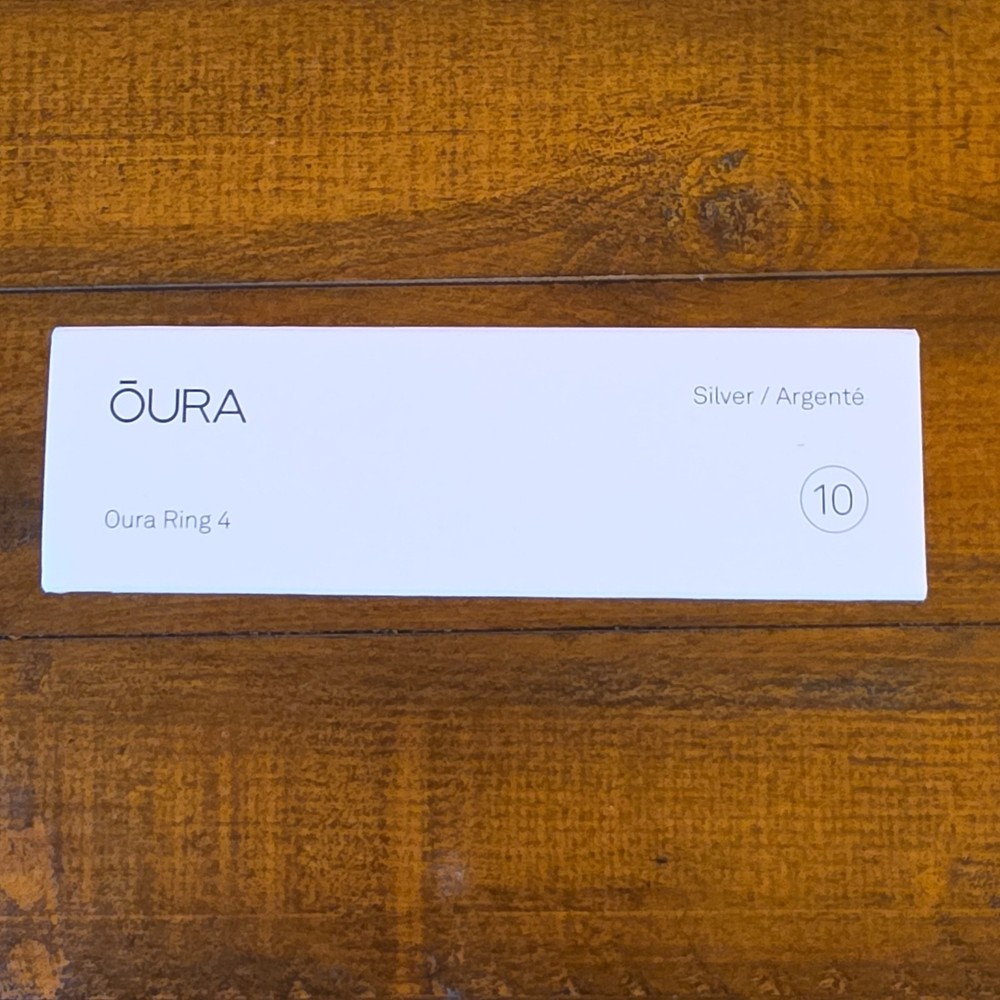 ŌURA
Silver / Argenté
Oura Ring 4
10